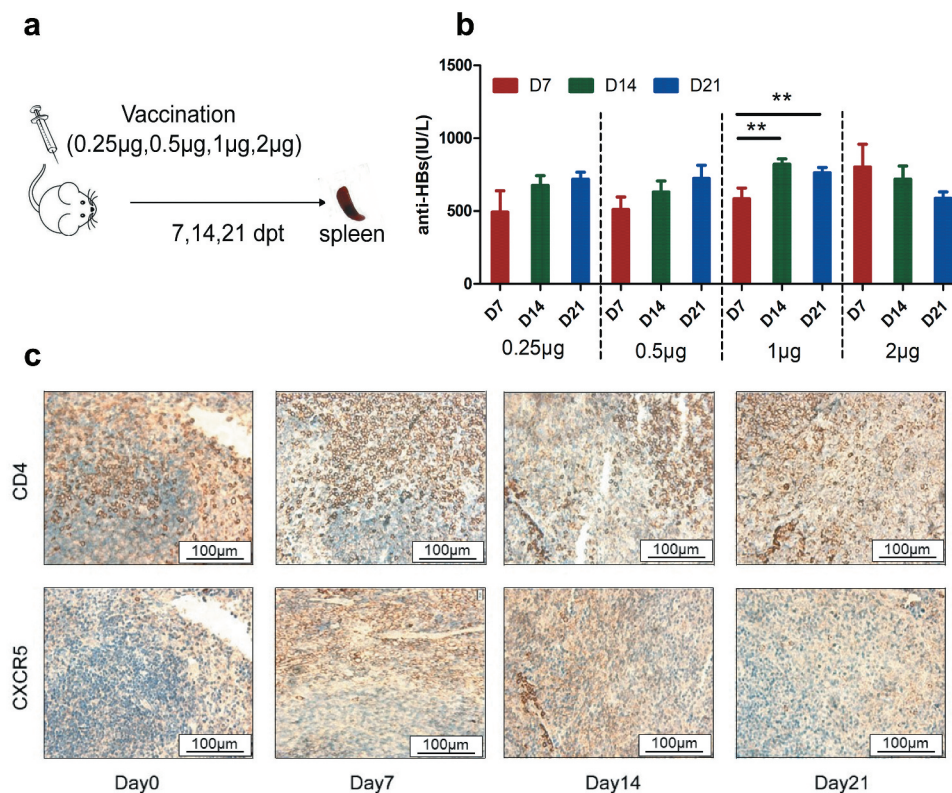 a
Vaccination
(0.25µg,0.5µg,1µg,2µg)
7,14,21 dpt
spleen
b
anti-HBs(IU/L)
1500
1000
500
0
D7 D14 D21
** **
D7 D14 D21 D7 D14 D21 D7 D14 D21 D7 D14 D21
0.25µg 0.5µg 1µg 2µg
c
CD4
100µm 100µm 100µm 100µm
CXCR5
100µm 100µm 100µm 100µm
Day0 Day7 Day14 Day21